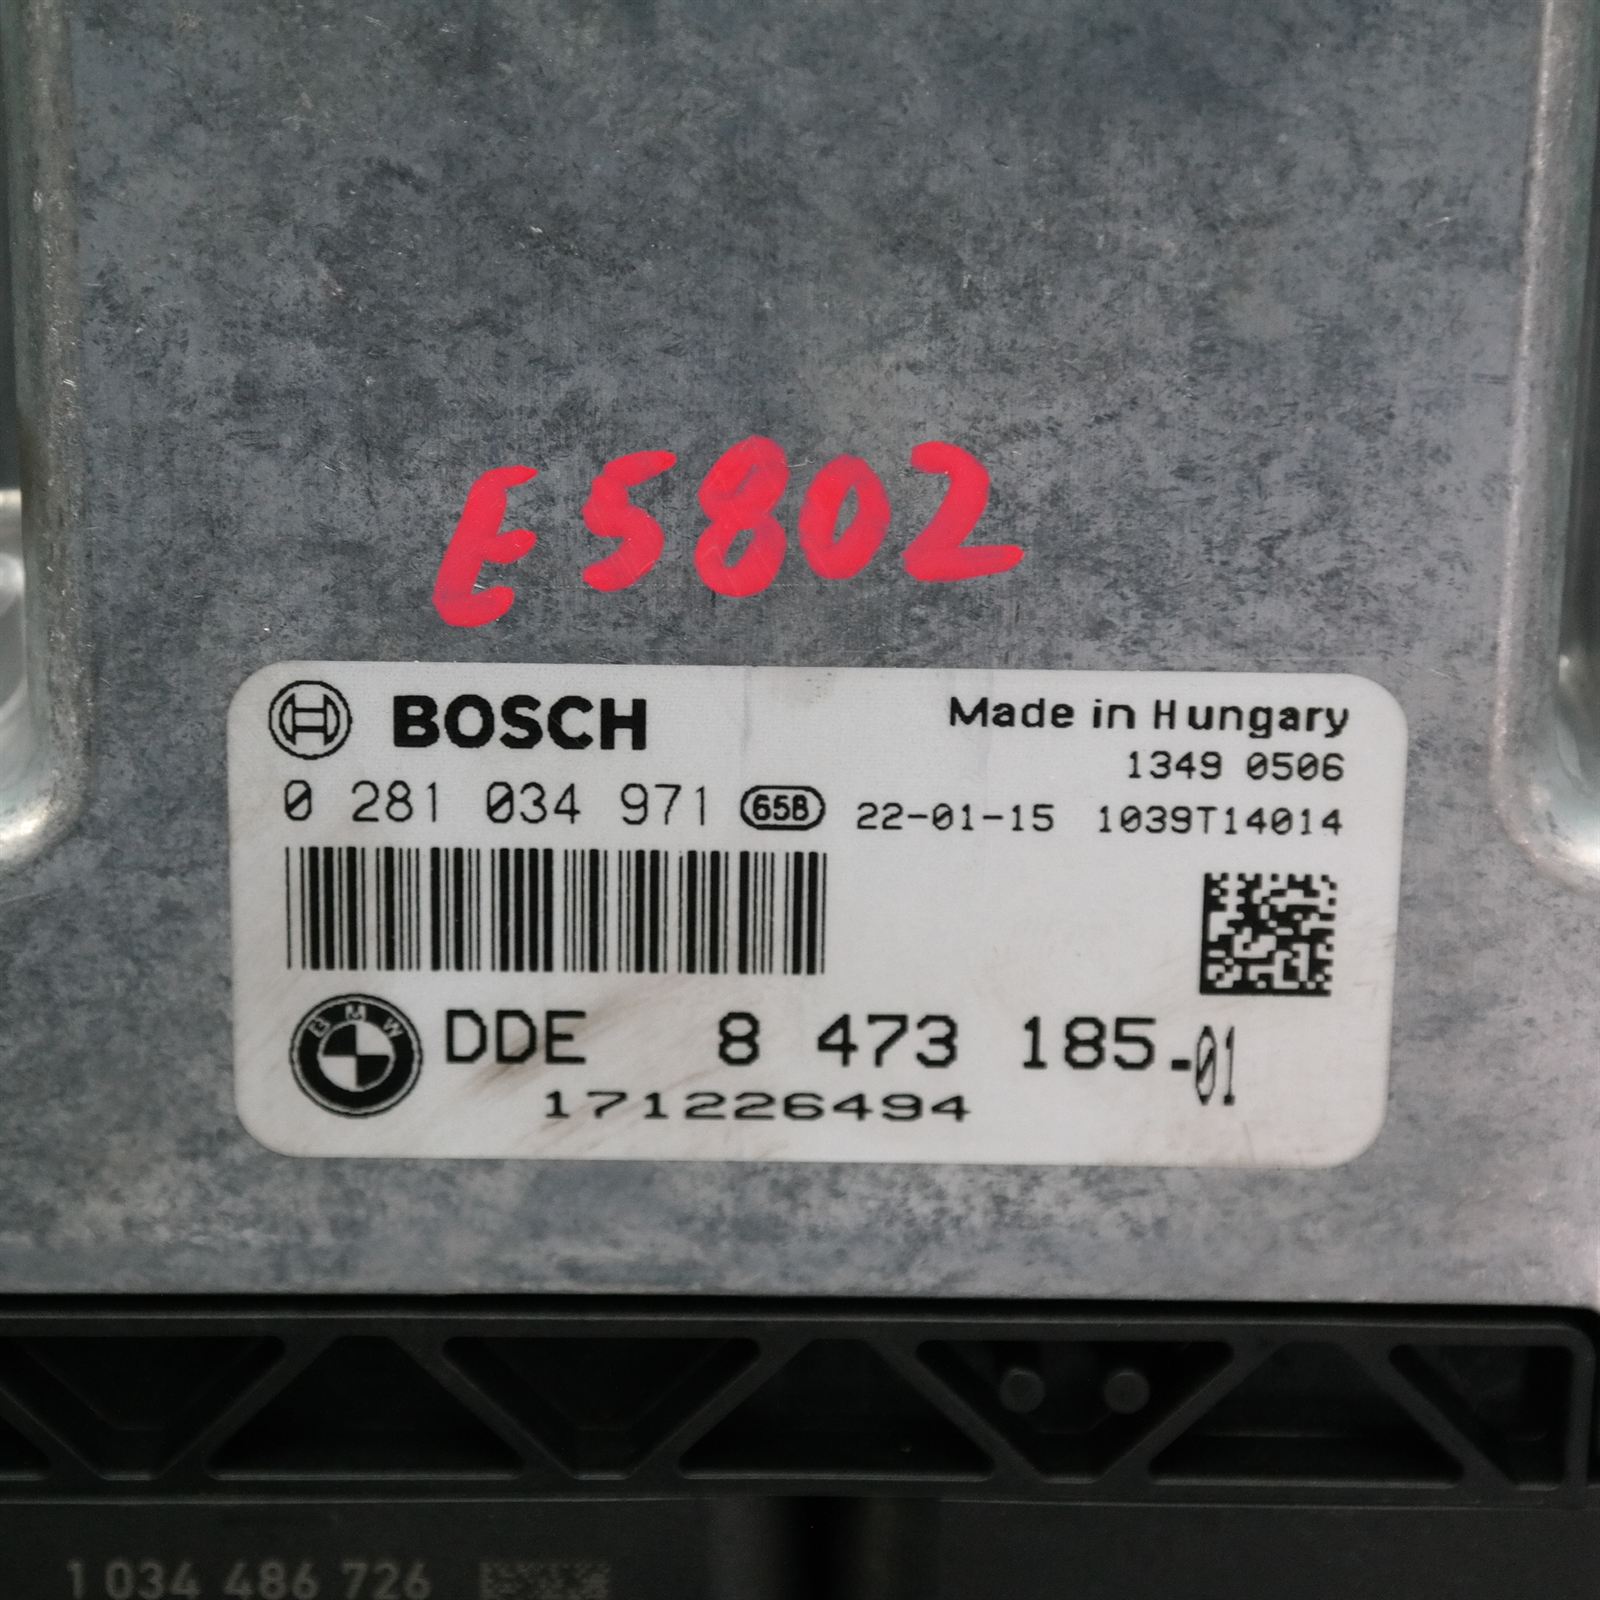 E5802
BOSCH
Made in Hungary
1349 0506
0 281 034 971 658 22-01-15 1039T14014
BMW DDE 8 473 185-01
171226494
1 034 486 726